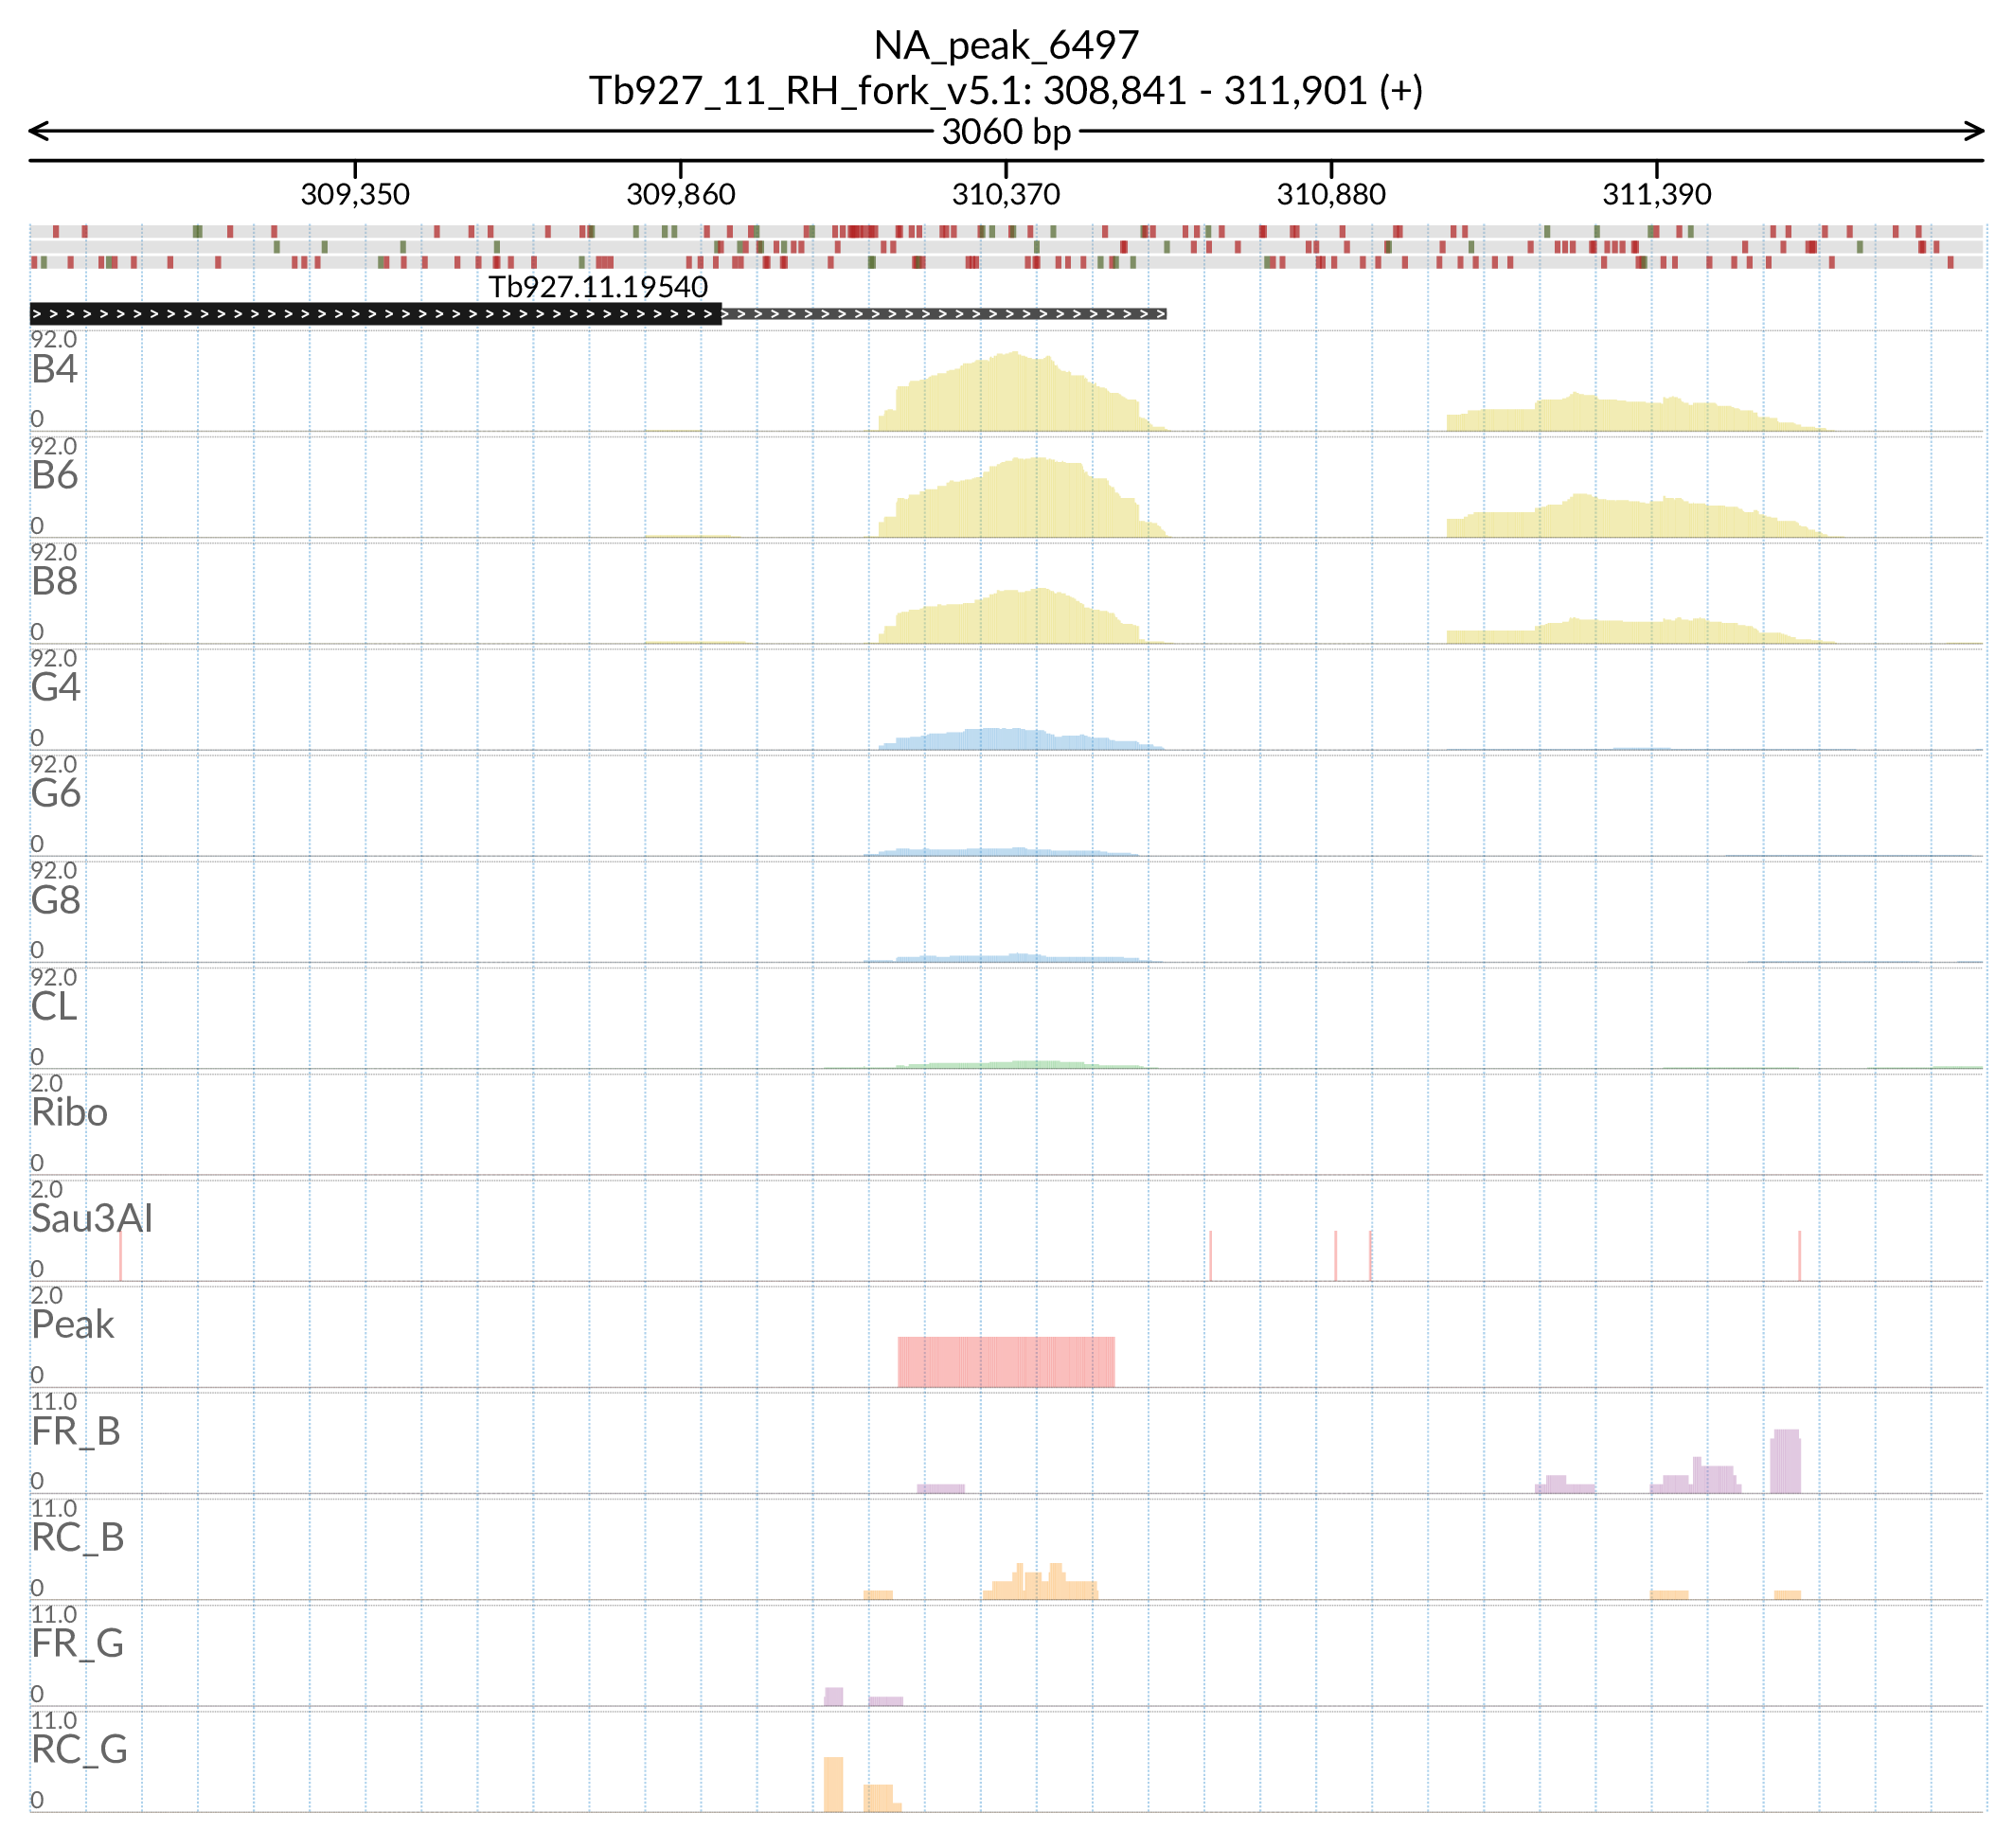 NA_peak_6497
Tb927_11_RH_fork_v5.1: 308,841 - 311,901 (+)
3060 bp
309,350 309,860 310,370 310,880 311,390
Tb927.11.19540
92.0
B4
0
92.0
B6
0
92.0
B8
0
92.0
G4
0
92.0
G6
0
92.0
G8
0
92.0
CL
0
2.0
Ribo
0
2.0
Sau3AI
0
2.0
Peak
0
11.0
FR_B
0
11.0
RC_B
0
11.0
FR_G
0
11.0
RC_G
0